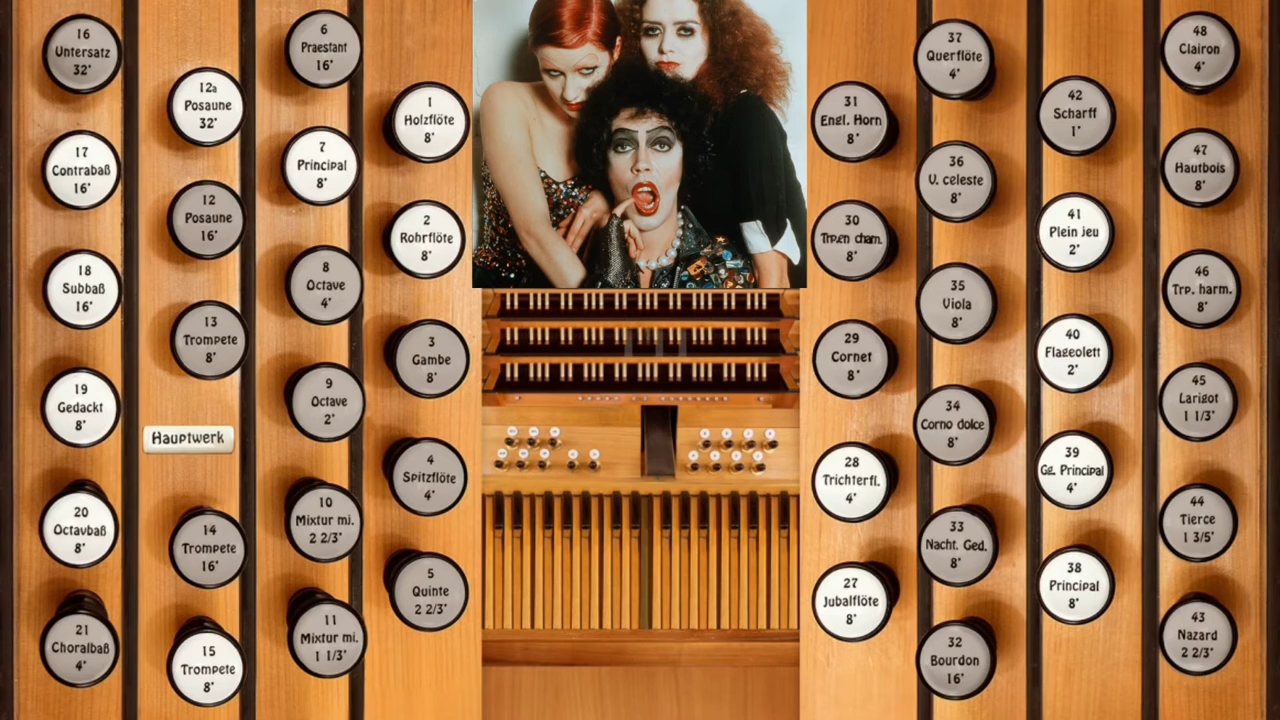 16
Untersatz
32'
17
Contrabaß
16'
18
Subbaß
16'
19
Gedackt
8'
20
Octavbaß
8'
21
Choralbaß
4'
12a
Posaune
32'
12
Posaune
16'
13
Trompete
8'
Hauptwerk
14
Trompete
16'
15
Trompete
8'
6
Praestant
16'
7
Principal
8'
8
Octave
4'
9
Octave
2'
10
Mixtur mi.
2 2/3'
11
Mixtur mi.
1 1/3'
1
Holzflöte
8'
2
Rohrflöte
8'
3
Gambe
8'
4
Spitzflöte
4'
5
Quinte
2 2/3'
31
Engl. Horn
8'
30
Trp.en cham.
8'
29
Cornet
8'
28
Trichterfl.
4'
27
Jubalflöte
8'
37
Querflöte
4'
36
V. celeste
8'
35
Viola
8'
34
Corno dolce
8'
33
Nacht. Ged.
8'
32
Bourdon
16'
42
Scharff
1'
41
Plein jeu
2'
40
Flageolett
2'
39
Gg. Principal
4'
38
Principal
8'
48
Clairon
4'
47
Hautbois
8'
46
Trp. harm.
8'
45
Larigot
1 1/3'
44
Tierce
1 3/5'
43
Nazard
2 2/3'